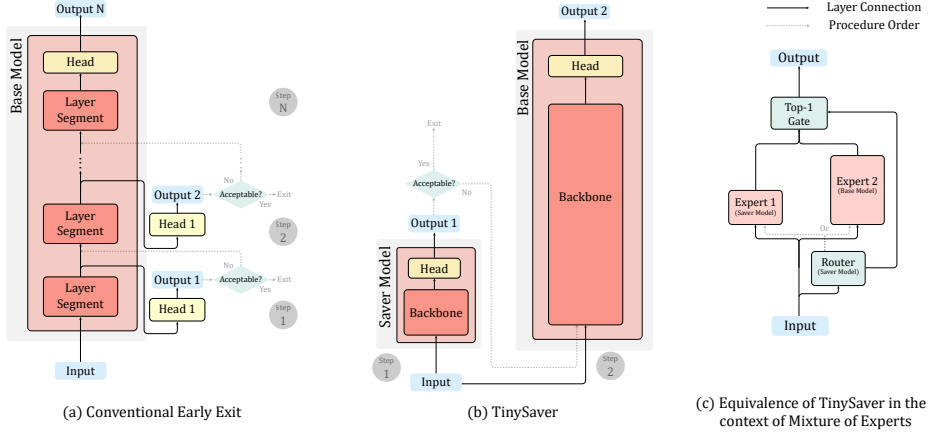 Output N
Base Model
Head
Layer
Segment
Step
N
No
Output 2
Acceptable?
Exit
Yes
Layer
Segment
Head 1
Step
2
No
Output 1
Acceptable?
Exit
Yes
Layer
Segment
Head 1
Step
1
Input
(a) Conventional Early Exit
Output 2
Base Model
Head
Exit
Yes
Acceptable?
No
Backbone
Output 1
Saver Model
Head
Backbone
Step
1
Input
Step
2
(b) TinySaver
Layer Connection
Procedure Order
Output
Top-1
Gate
Expert 2
(Base Model)
Expert 1
(Saver Model)
Or
Router
(Saver Model)
Input
(c) Equivalence of TinySaver in the
context of Mixture of Experts